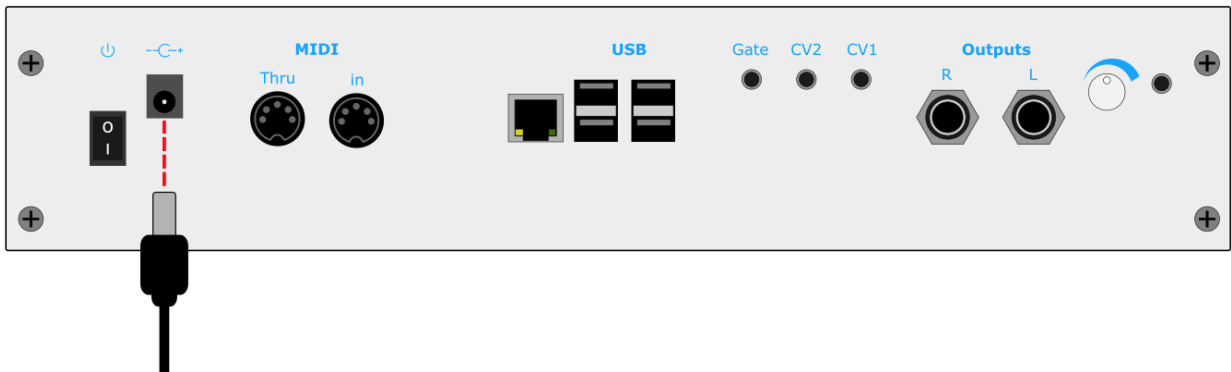 MIDI
USB
Gate CV2 CV1
Outputs
Thru
in
R
L
O
I